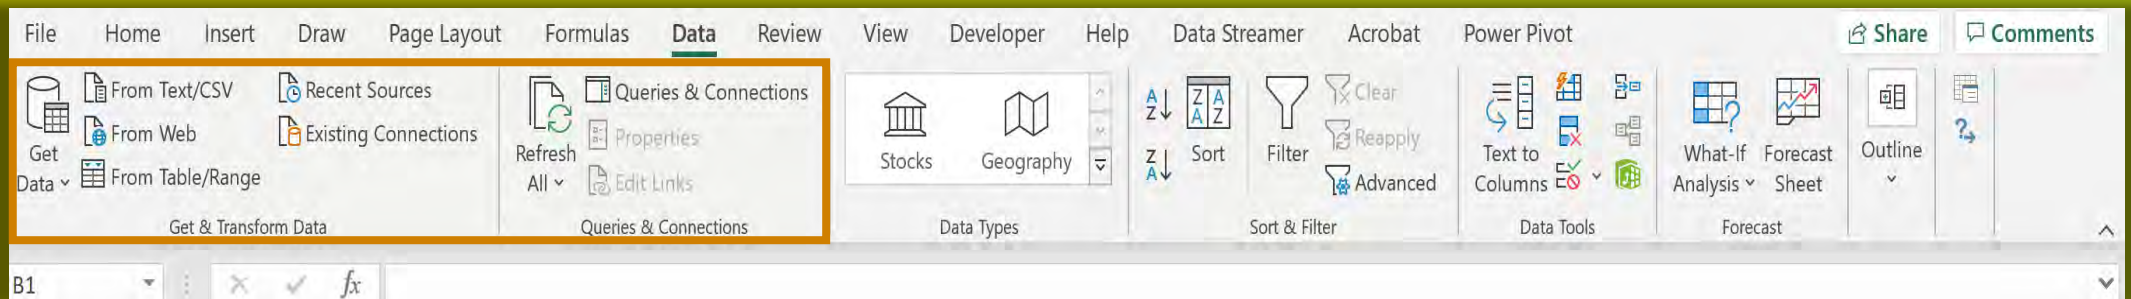 File Home Insert Draw Page Layout Formulas Data Review View Developer Help Data Streamer Acrobat Power Pivot Share Comments
Get Data
From Text/CSV
From Web
From Table/Range
Recent Sources
Existing Connections
Get & Transform Data
Refresh All
Queries & Connections
Properties
Edit Links
Queries & Connections
Stocks
Geography
Data Types
A Z
Z A
Z A A Z
Sort
Filter
Clear
Reapply
Advanced
Sort & Filter
Text to
Columns
Data Tools
What-If
Analysis
Forecast
Sheet
Forecast
Outline
B1
fx